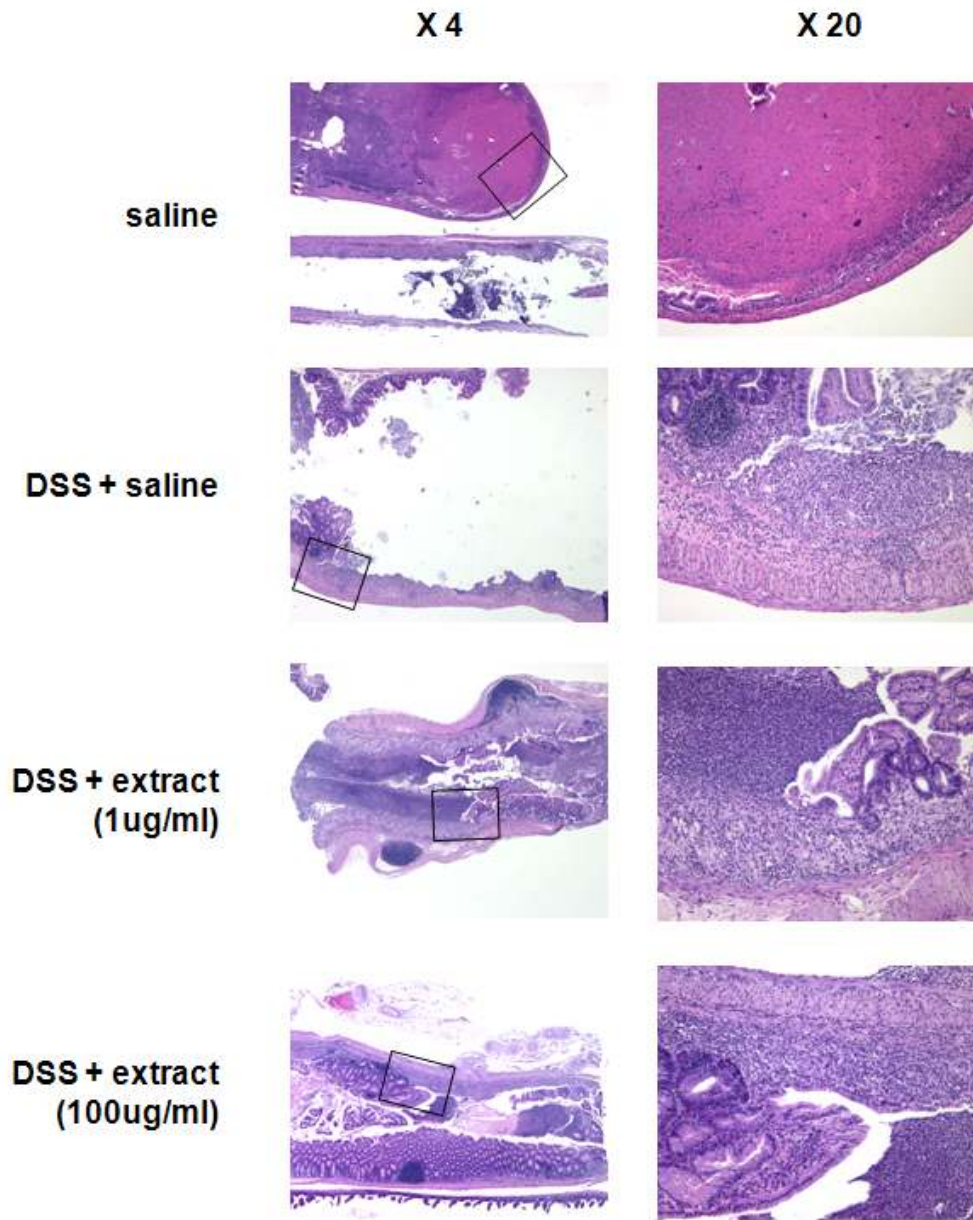 X 4
X 20
saline
DSS + saline
DSS + extract
(1ug/ml)
DSS + extract
(100ug/ml)